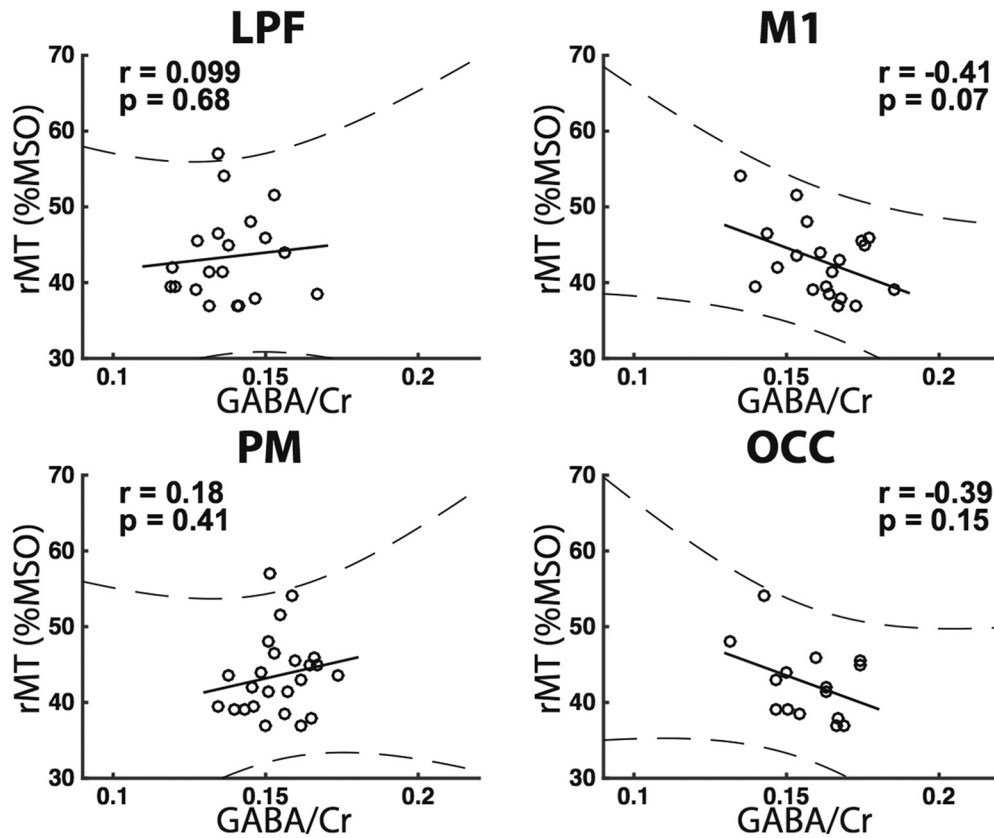 LPF
70
60
50
40
30
rMT (%MSO)
r = 0.099
p = 0.68
0.1
0.15
0.2
GABA/Cr
M1
70
60
50
40
30
rMT (%MSO)
r = -0.41
p = 0.07
0.1
0.15
0.2
GABA/Cr
PM
70
60
50
40
30
rMT (%MSO)
r = 0.18
p = 0.41
0.1
0.15
0.2
GABA/Cr
OCC
70
60
50
40
30
rMT (%MSO)
r = -0.39
p = 0.15
0.1
0.15
0.2
GABA/Cr